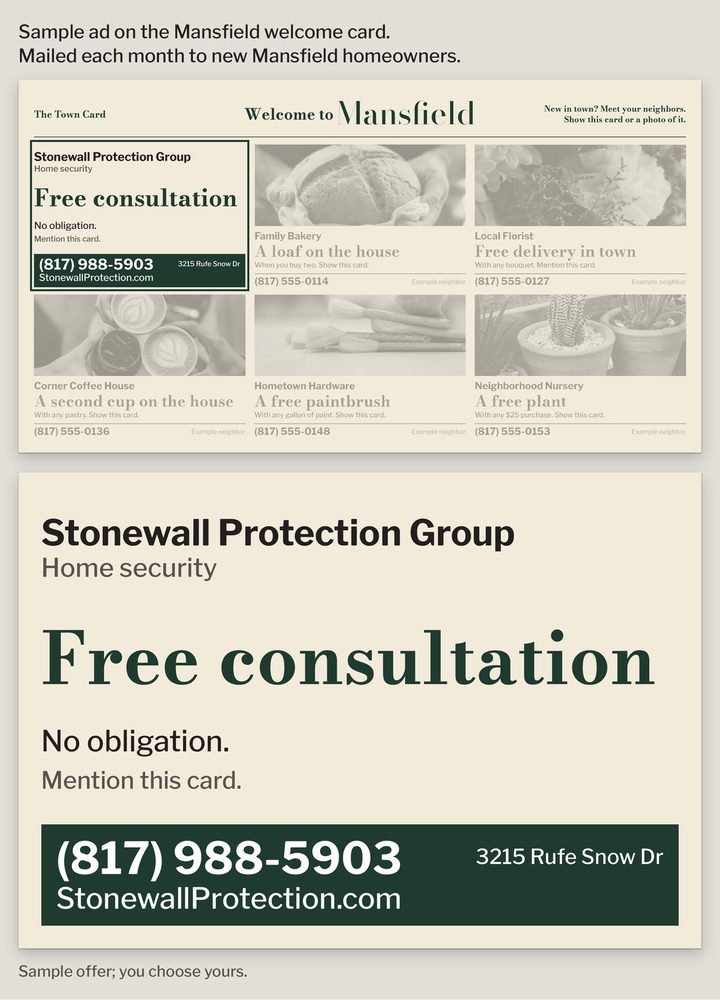 Sample ad on the Mansfield welcome card.
Mailed each month to new Mansfield homeowners.
The Town Card
Welcome to Mansfield
New in town? Meet your neighbors.
Show this card or a photo of it.
Stonewall Protection Group
Home security
Free consultation
No obligation.
Mention this card.
(817) 988-5903
3215 Rufe Snow Dr
StonewallProtection.com
Family Bakery
A loaf on the house
When you buy two. Show this card.
(817) 555-0114
Example neighbor
Local Florist
Free delivery in town
With any bouquet. Mention this card.
(817) 555-0127
Example neighbor
Corner Coffee House
A second cup on the house
With any pastry. Show this card.
(817) 555-0136
Example neighbor
Hometown Hardware
A free paintbrush
With any gallon of paint. Show this card.
(817) 555-0148
Example neighbor
Neighborhood Nursery
A free plant
With any $25 purchase. Show this card.
(817) 555-0153
Example neighbor
Stonewall Protection Group
Home security
Free consultation
No obligation.
Mention this card.
(817) 988-5903
3215 Rufe Snow Dr
StonewallProtection.com
Sample offer; you choose yours.